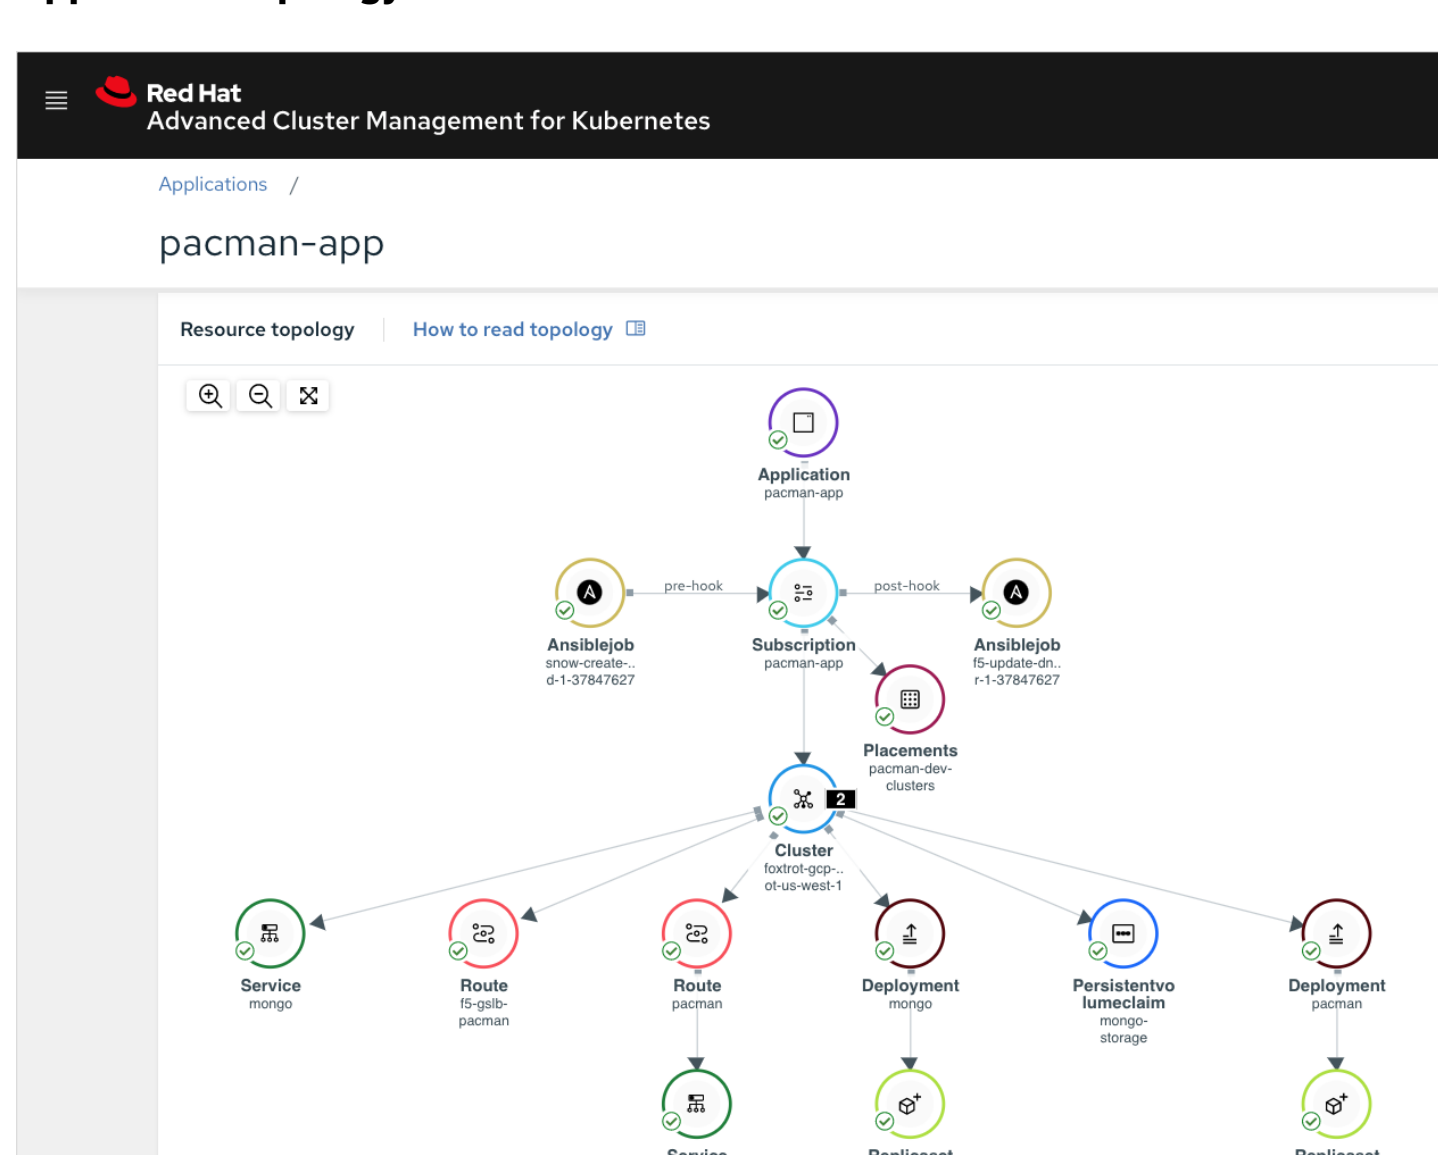 Red Hat
Advanced Cluster Management for Kubernetes
Applications /
pacman-app
Resource topology
How to read topology
Application
pacman-app
pre-hook
post-hook
Ansiblejob
snow-create-..
d-1-37847627
Subscription
pacman-app
Ansiblejob
f5-update-dn..
r-1-37847627
Placements
pacman-dev-
clusters
2
Cluster
foxtrot-gcp-..
ot-us-west-1
Service
mongo
Route
f5-gslb-
pacman
Route
pacman
Deployment
mongo
Persistentvo
lumeclaim
mongo-
storage
Deployment
pacman
Service
Replicaset
Replicaset